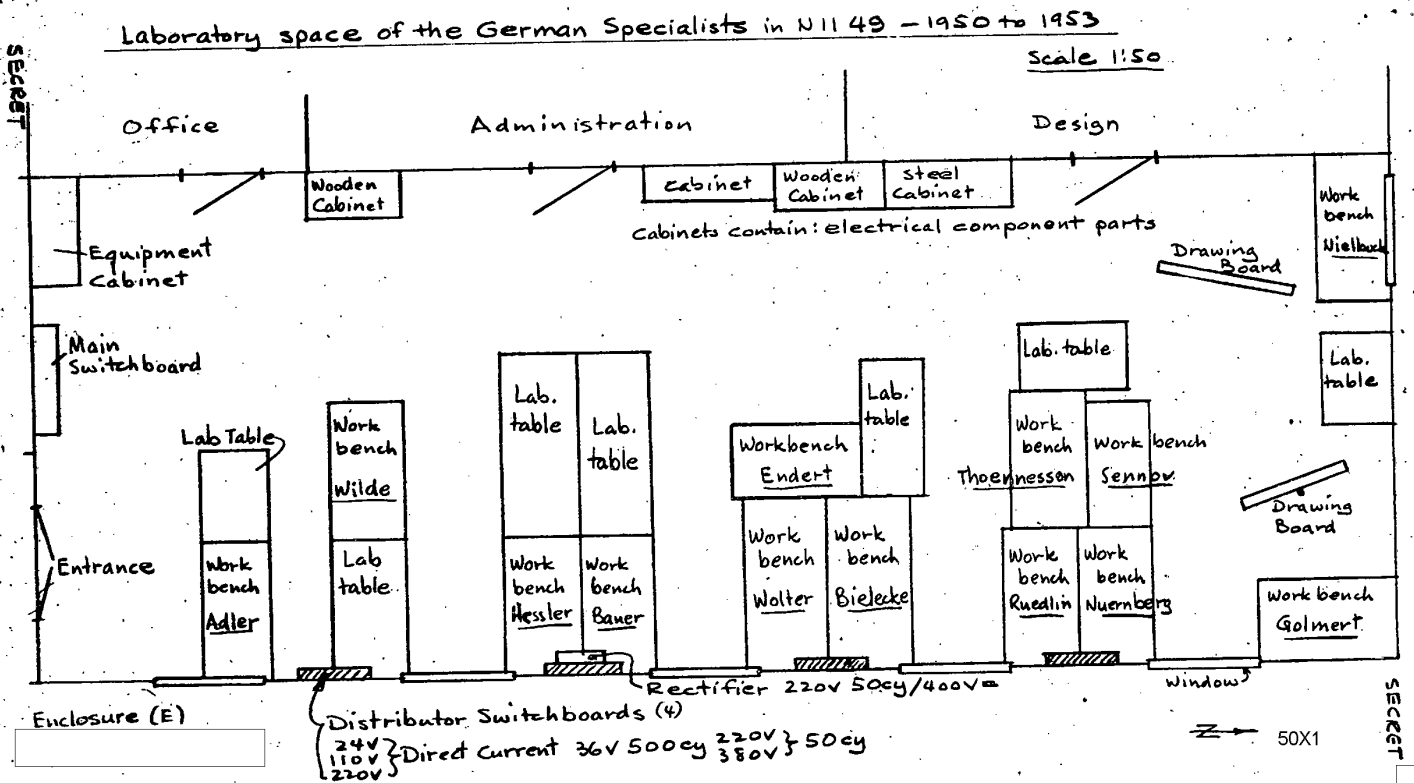 Laboratory space of the German Specialists in NII 49 - 1950 to 1953
Scale 1:50
SECRET
Office
Administration
Design
Wooden
Cabinet
Cabinet
Wooden
Cabinet
Steel
Cabinet
Work
bench
Cabinets contain: electrical component parts
Equipment
Cabinet
Drawing
Board
Main
Switchboard
Lab. table
Lab.
table
Lab Table
Work
bench
Wilde
Lab.
table
Lab.
table
Lab.
table
Workbench
Endert
Work
bench
Thoennesson
Work bench
Drawing
Board
Entrance
Work
bench
Adler
Lab
table
Work
bench
Hessler
Work
bench
Bauer
Work
bench
Wolter
Work
bench
Bielecke
Work
bench
Ruedlin
Work
bench
Nuernberg
Work bench
Golmert
Rectifier 220V 50cy/400V=
Window
SECRET
Enclosure (E)
Distributor Switchboards (4)
24V
110V
220V
Direct Current 36V 500cy
220V
380V
50cy
Z
50X1